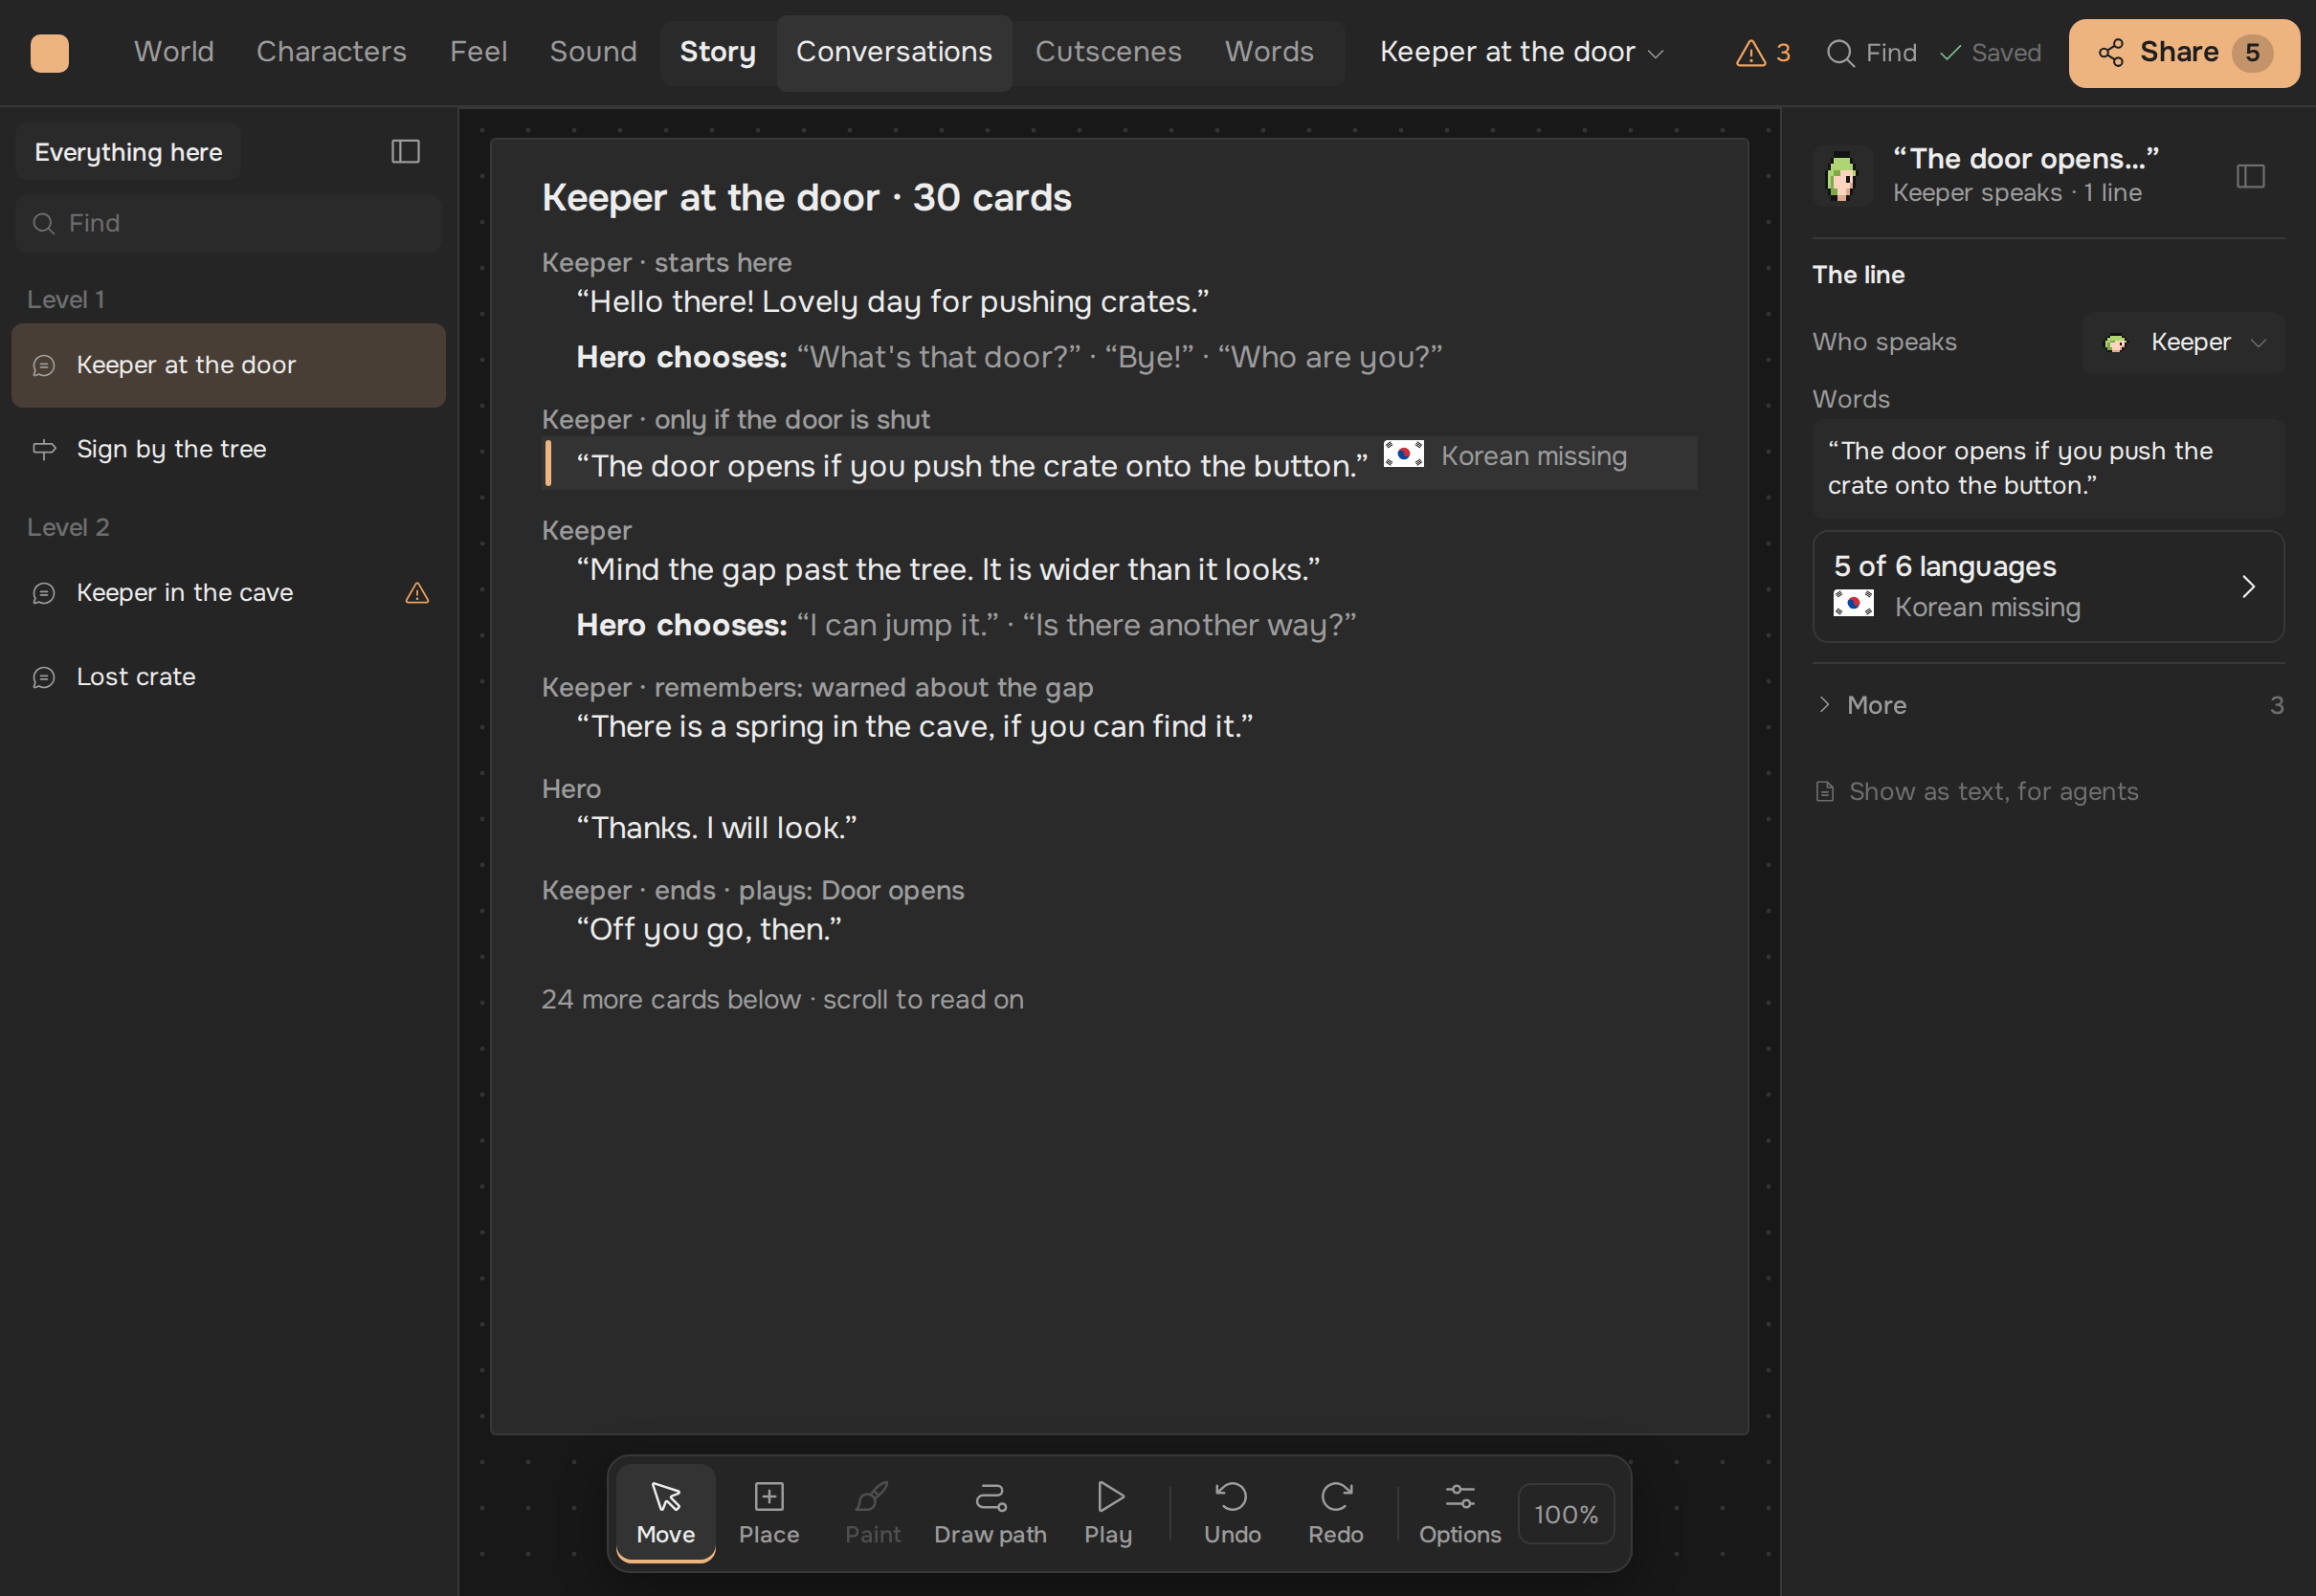 World Characters Feel Sound Story Conversations Cutscenes Words Keeper at the door 3 Find Saved Share 5
Everything here
Find
Level 1
Keeper at the door
Sign by the tree
Level 2
Keeper in the cave
Lost crate
Keeper at the door · 30 cards
Keeper · starts here
“Hello there! Lovely day for pushing crates.”
Hero chooses: “What's that door?” · “Bye!” · “Who are you?”
Keeper · only if the door is shut
“The door opens if you push the crate onto the button.” Korean missing
Keeper
“Mind the gap past the tree. It is wider than it looks.”
Hero chooses: “I can jump it.” · “Is there another way?”
Keeper · remembers: warned about the gap
“There is a spring in the cave, if you can find it.”
Hero
“Thanks. I will look.”
Keeper · ends · plays: Door opens
“Off you go, then.”
24 more cards below · scroll to read on
“The door opens…”
Keeper speaks · 1 line
The line
Who speaks Keeper
Words
“The door opens if you push the
crate onto the button.”
5 of 6 languages
Korean missing
More 3
Show as text, for agents
Move Place Paint Draw path Play Undo Redo Options 100%